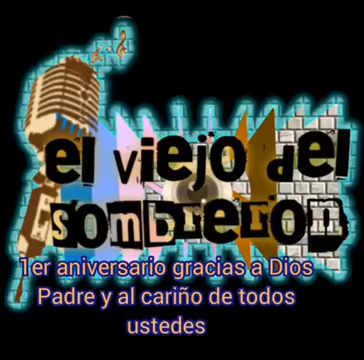 el viejo del
sombreron
1er aniversario gracias a Dios
Padre y al cariño de todos
ustedes